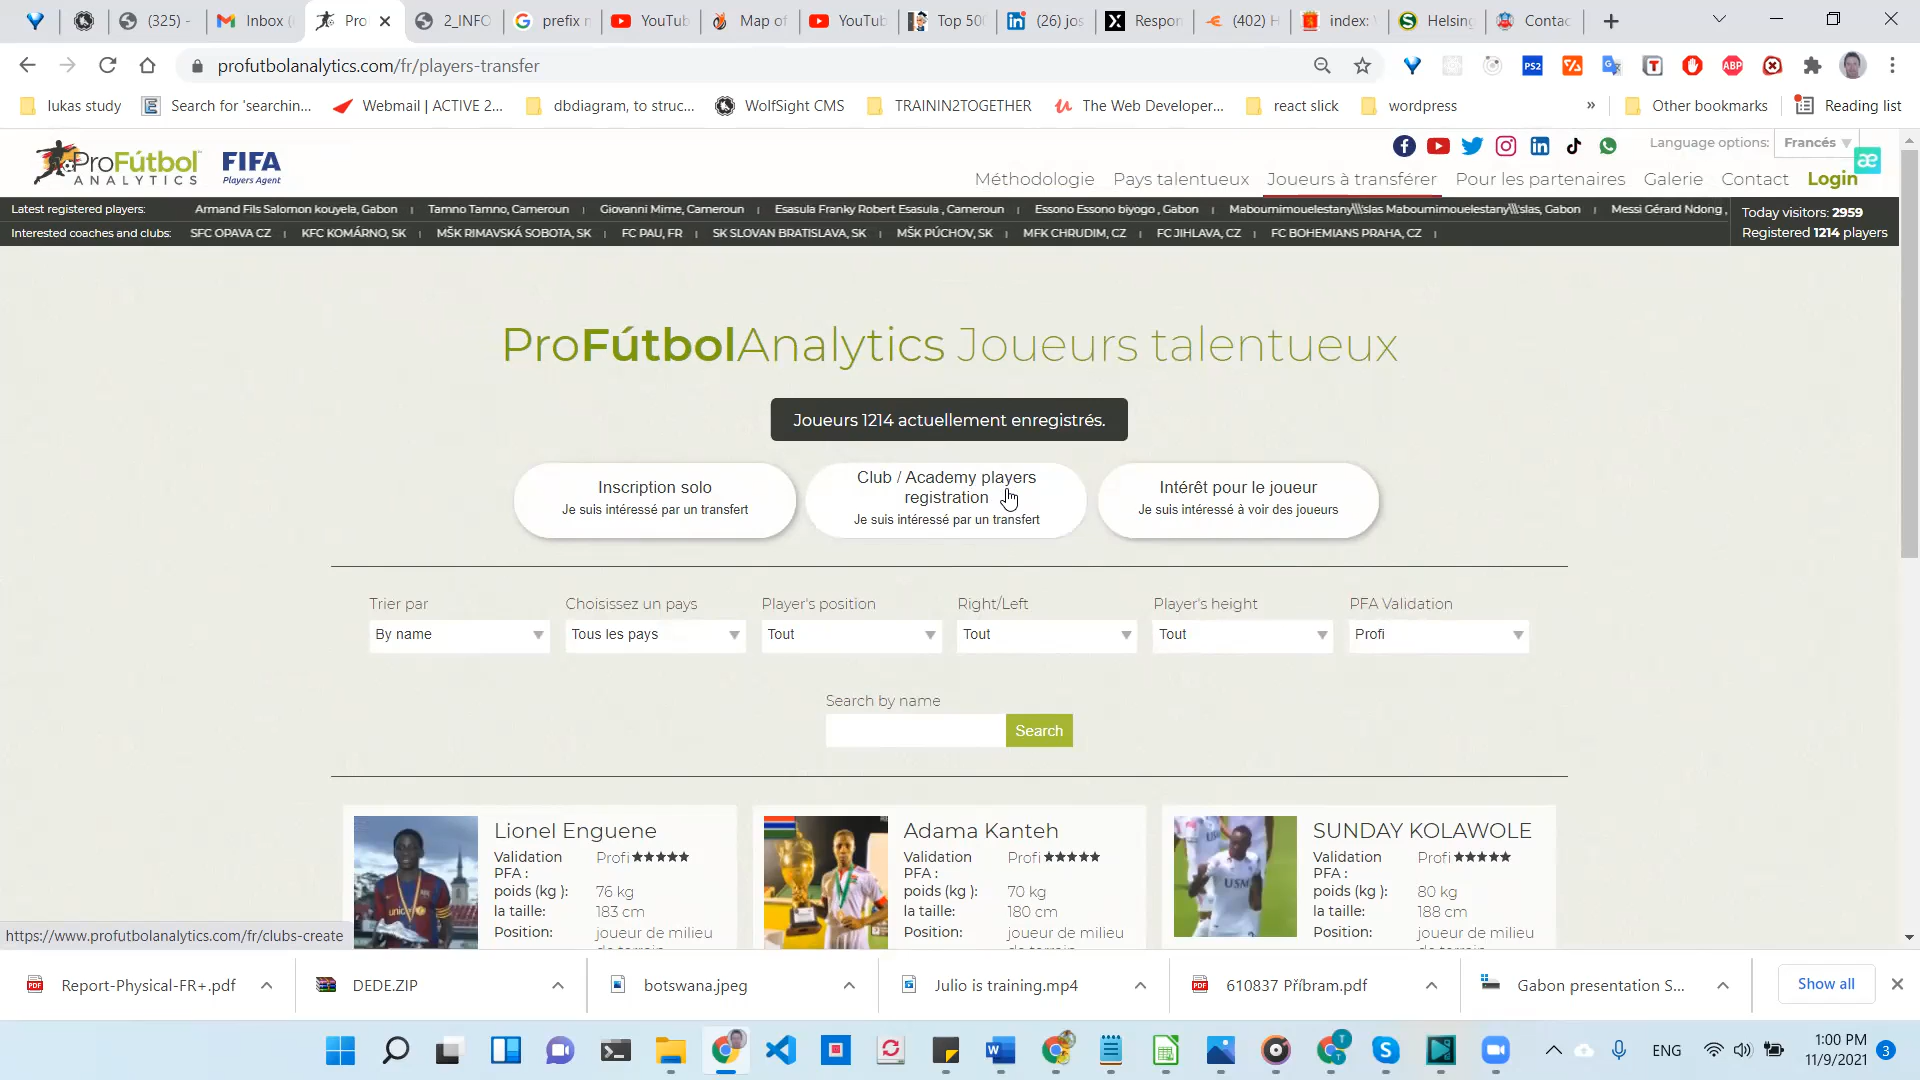 (325) -
Inbox (
Pro
2_INFO
prefix n
YouTub
Map of
YouTub
Top 50
(26) jos
Respon
(402) H
index: V
Helsing
Contac
profutbolanalytics.com/fr/players-transfer
lukas study
Search for 'searchin...
Webmail | ACTIVE 2...
dbdiagram, to struc...
WolfSight CMS
TRAININ2TOGETHER
The Web Developer...
react slick
wordpress
»
Other bookmarks
Reading list
ProFútbol
ANALYTICS
FIFA
Players Agent
Language options:
Francés
Méthodologie
Pays talentueux
Joueurs à transférer
Pour les partenaires
Galerie
Contact
Login
Latest registered players:
Armand Fils Salomon kouyela, Gabon
Tamno Tamno, Cameroun
Giovanni Mime, Cameroun
Esasula Franky Robert Esasula , Cameroun
Essono Essono biyogo , Gabon
Maboumimouelestany\\\'slas Maboumimouelestany\\\'slas, Gabon
Messi Gérard Ndong ,
Interested coaches and clubs:
SFC OPAVA CZ
KFC KOMÁRNO, SK
MŠK RIMAVSKÁ SOBOTA, SK
FC PAU, FR
SK SLOVAN BRATISLAVA, SK
MŠK PÚCHOV, SK
MFK CHRUDIM, CZ
FC JIHLAVA, CZ
FC BOHEMIANS PRAHA, CZ
Today visitors: 2959
Registered 1214 players
ProFútbolAnalytics Joueurs talentueux
Joueurs 1214 actuellement enregistrés.
Inscription solo
Je suis intéressé par un transfert
Club / Academy players
registration
Je suis intéressé par un transfert
Intérêt pour le joueur
Je suis intéressé à voir des joueurs
Trier par
Choisissez un pays
Player's position
Right/Left
Player's height
PFA Validation
By name
Tous les pays
Tout
Tout
Tout
Profi
Search by name
Search
Lionel Enguene
Validation
PFA :
Profi★★★★★
poids (kg ):
76 kg
la taille:
183 cm
Position:
joueur de milieu
de terrain
Adama Kanteh
Validation
PFA :
Profi★★★★★
poids (kg ):
70 kg
la taille:
180 cm
Position:
joueur de milieu
de terrain
SUNDAY KOLAWOLE
Validation
PFA :
Profi★★★★★
poids (kg ):
80 kg
la taille:
188 cm
Position:
joueur de milieu
de terrain
USM
https://www.profutbolanalytics.com/fr/clubs-create
Report-Physical-FR+.pdf
DEDE.ZIP
botswana.jpeg
Julio is training.mp4
610837 Příbram.pdf
Gabon presentation S...
Show all
ENG
1:00 PM
11/9/2021
3